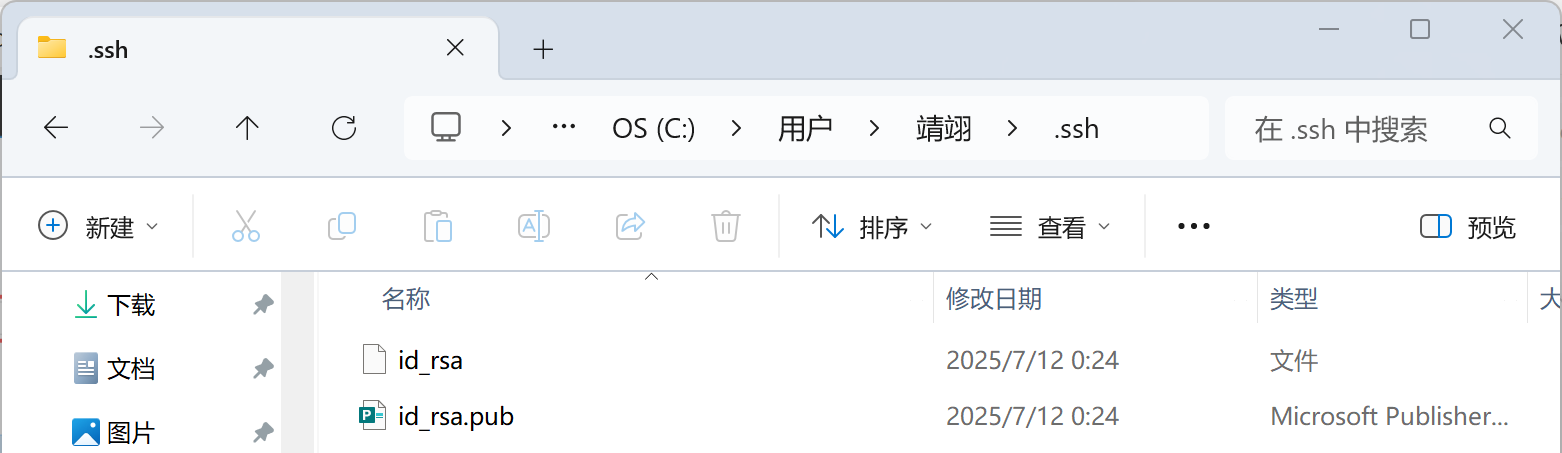 .ssh
OS (C:) 用户 靖翊 .ssh 在 .ssh 中搜索
新建 排序 查看 预览
名称 修改日期 类型 大
下载
id_rsa 2025/7/12 0:24 文件
文档
id_rsa.pub 2025/7/12 0:24 Microsoft Publisher...
图片